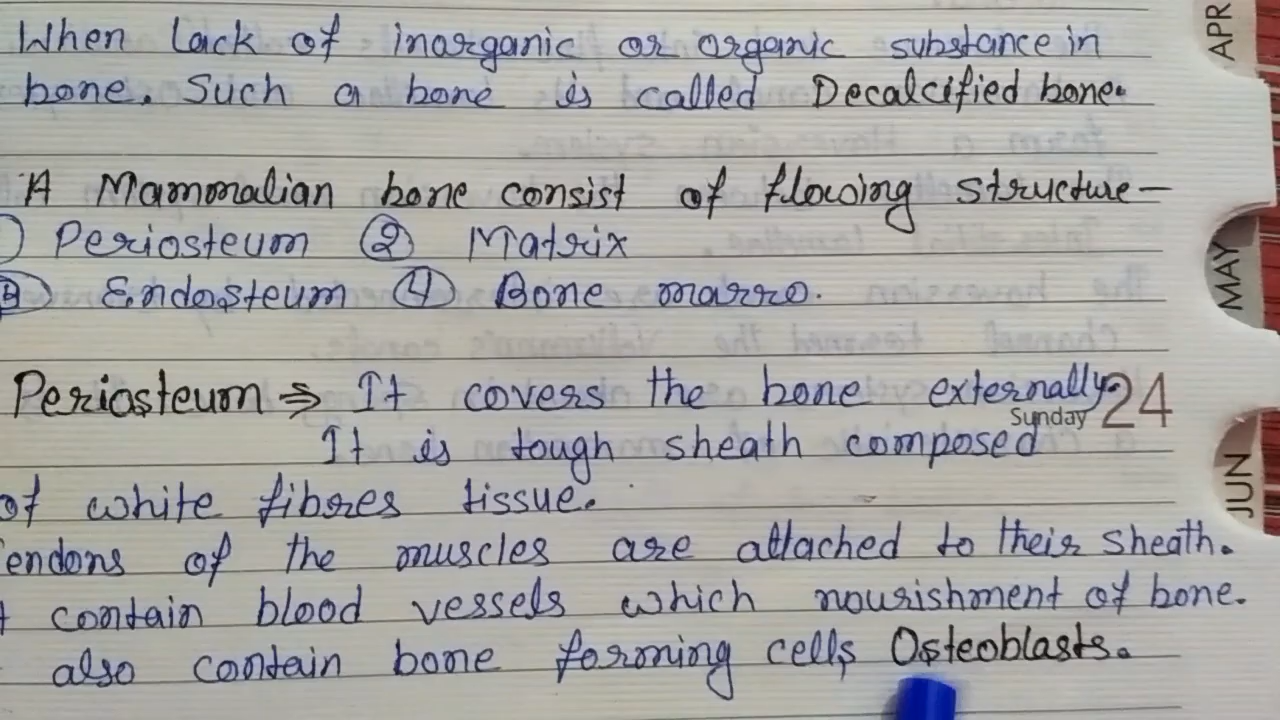 When Lack of inorganic or organic substance in
bone. Such a bone is called Decalcified bone.
A Mammalian bone consist of flowing structure—
Periosteum ② Matrix
③ Endosteum ④ Bone marro.
Periosteum ⇒ It covers the bone externally.
Sunday 24
It is tough sheath composed
of white fibres tissue.
endons of the muscles are attached to their sheath.
t contain blood vessels which nourishment of bone.
also contain bone forming cells Osteoblasts.
APR
MAY
JUN